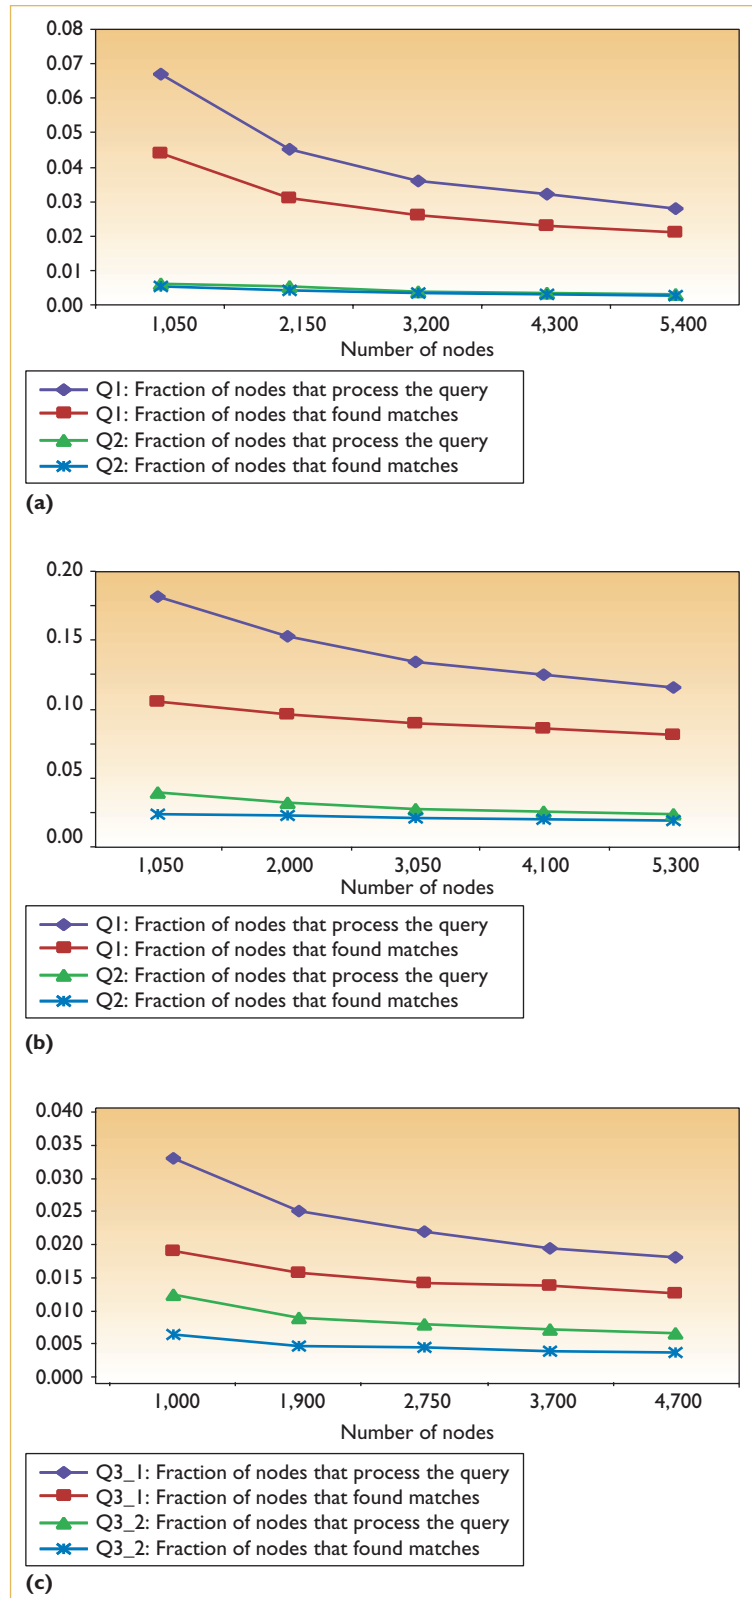 0.08
0.07
0.06
0.05
0.04
0.03
0.02
0.01
0.00
1,050 2,150 3,200 4,300 5,400
Number of nodes
Q1: Fraction of nodes that process the query
Q1: Fraction of nodes that found matches
Q2: Fraction of nodes that process the query
Q2: Fraction of nodes that found matches
(a)
0.20
0.15
0.10
0.05
0.00
1,050 2,000 3,050 4,100 5,300
Number of nodes
Q1: Fraction of nodes that process the query
Q1: Fraction of nodes that found matches
Q2: Fraction of nodes that process the query
Q2: Fraction of nodes that found matches
(b)
0.040
0.035
0.030
0.025
0.020
0.015
0.010
0.005
0.000
1,000 1,900 2,750 3,700 4,700
Number of nodes
Q3_1: Fraction of nodes that process the query
Q3_1: Fraction of nodes that found matches
Q3_2: Fraction of nodes that process the query
Q3_2: Fraction of nodes that found matches
(c)